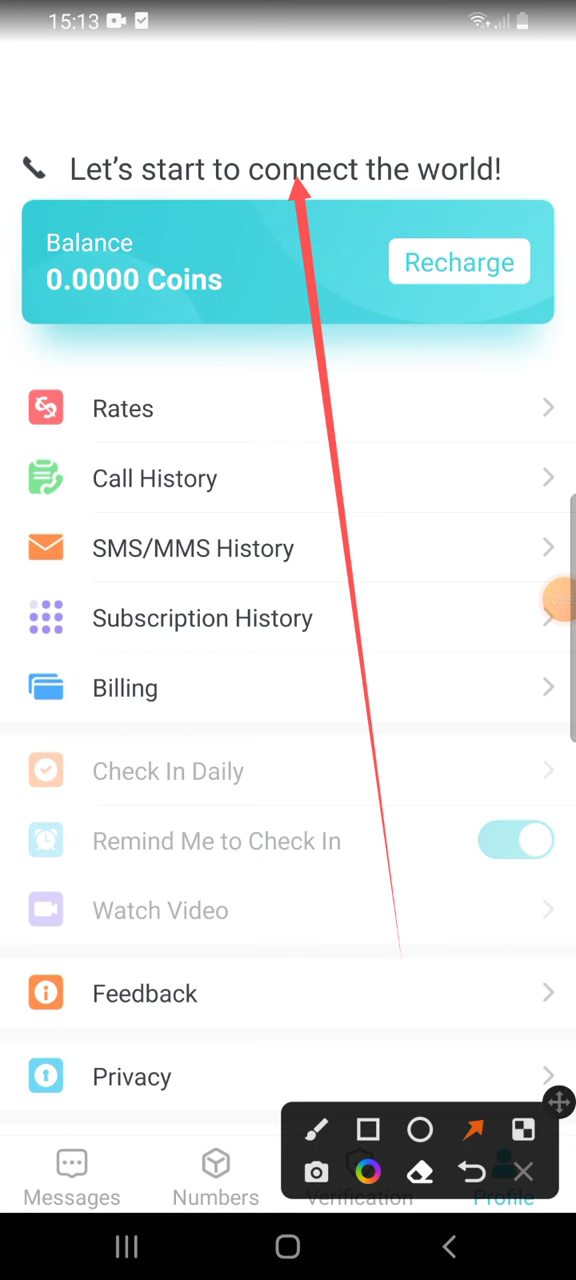 15:13
Let’s start to connect the world!
Balance
0.0000 Coins
Recharge
Rates
Call History
SMS/MMS History
Subscription History
Billing
Check In Daily
Remind Me to Check In
Watch Video
Feedback
Privacy
Messages
Numbers
Verification
Profile